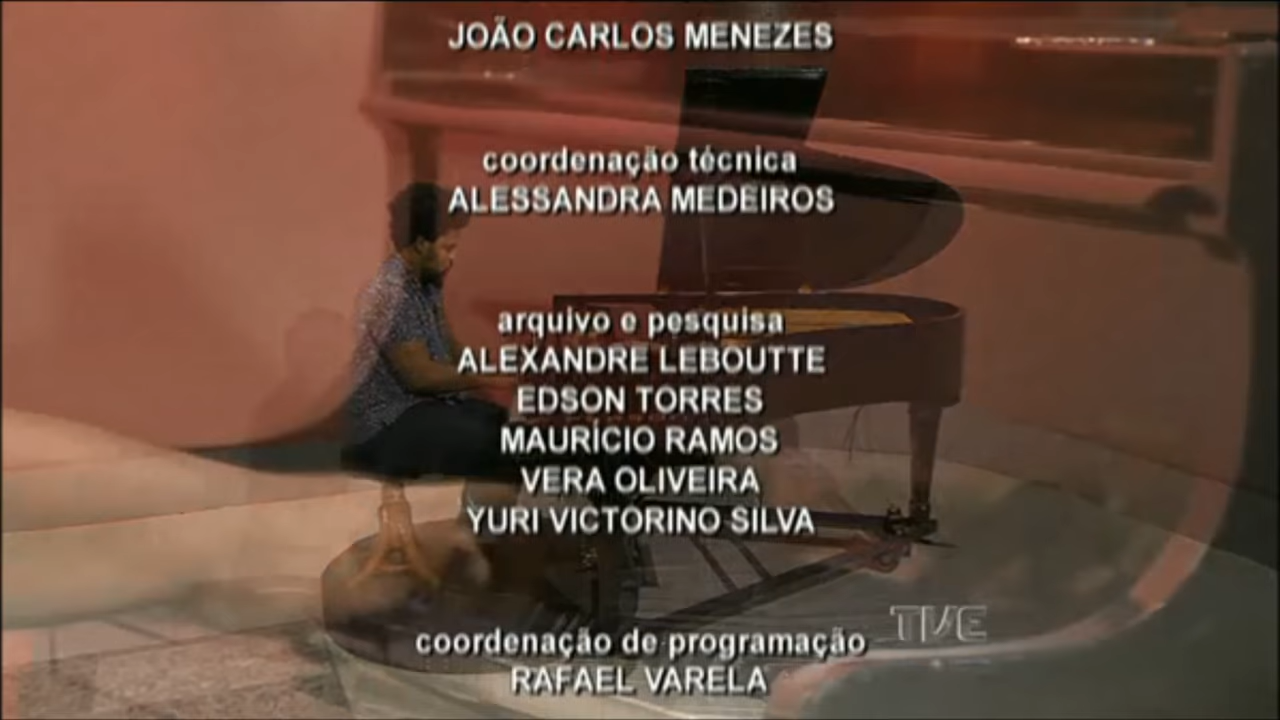 JOÃO CARLOS MENEZES
coordenação técnica
ALESSANDRA MEDEIROS
arquivo e pesquisa
ALEXANDRE LEBOUTTE
EDSON TORRES
MAURÍCIO RAMOS
VERA OLIVEIRA
YURI VICTORINO SILVA
TVE
coordenação de programação
RAFAEL VARELA